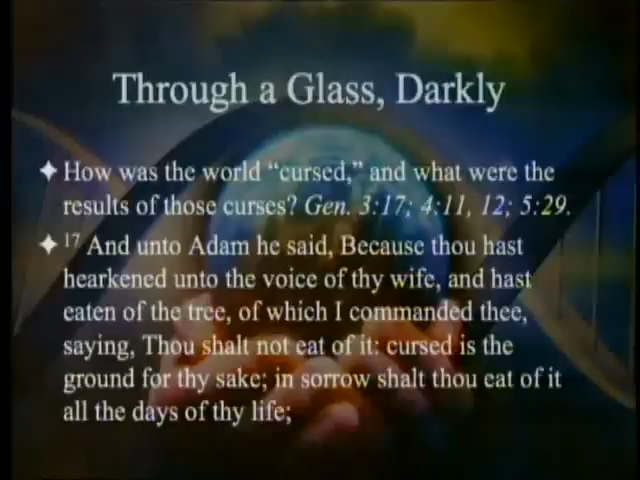 Through a Glass, Darkly
✦ How was the world “cursed,” and what were the
results of those curses? Gen. 3:17; 4:11, 12; 5:29.
✦ 17 And unto Adam he said, Because thou hast
hearkened unto the voice of thy wife, and hast
eaten of the tree, of which I commanded thee,
saying, Thou shalt not eat of it: cursed is the
ground for thy sake; in sorrow shalt thou eat of it
all the days of thy life;